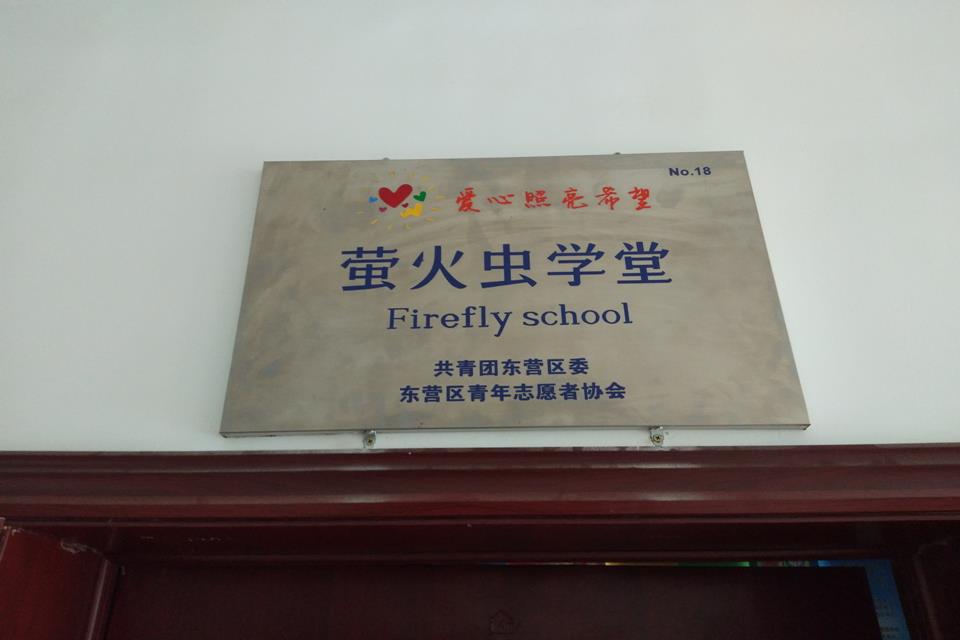 No.18
爱心照亮希望
萤火虫学堂
Firefly school
共青团东营区委
东营区青年志愿者协会